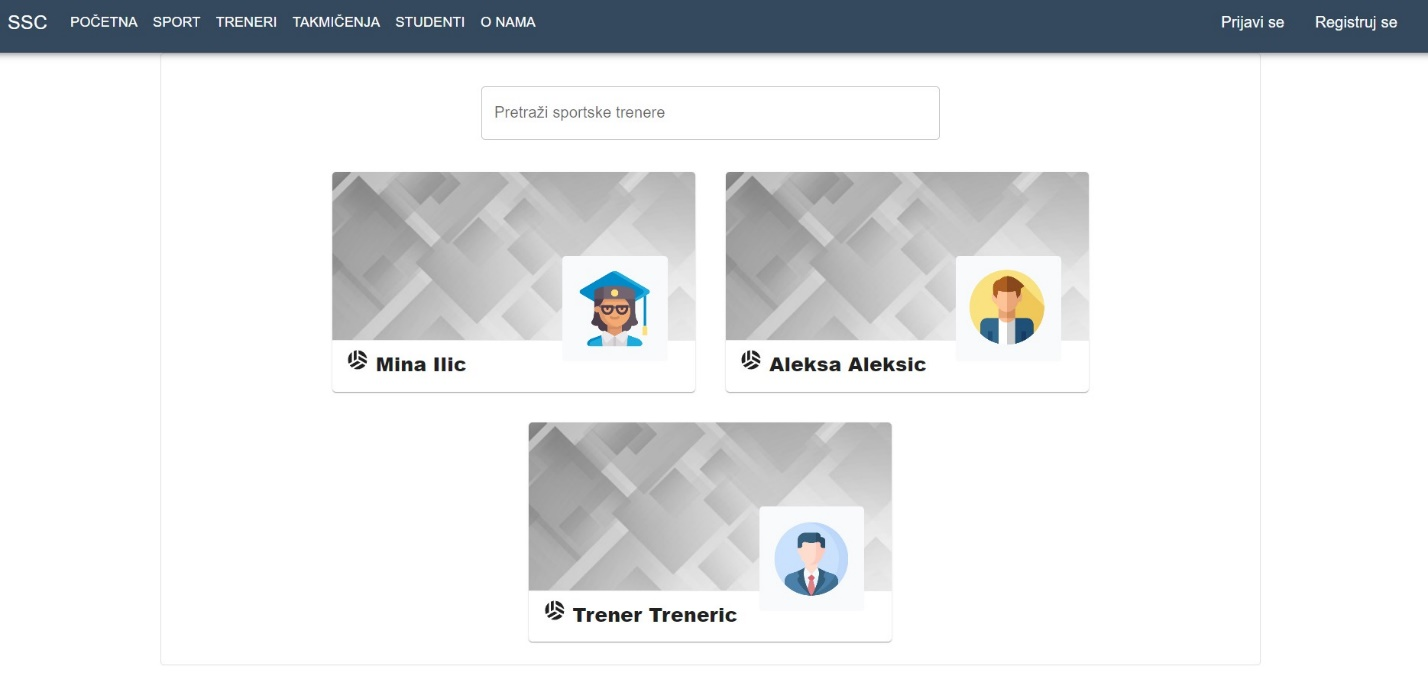 SSC POČETNA SPORT TRENERI TAKMIČENJA STUDENTI O NAMA Prijavi se Registruj se
Pretraži sportske trenere
Mina Ilic
Aleksa Aleksic
Trener Treneric